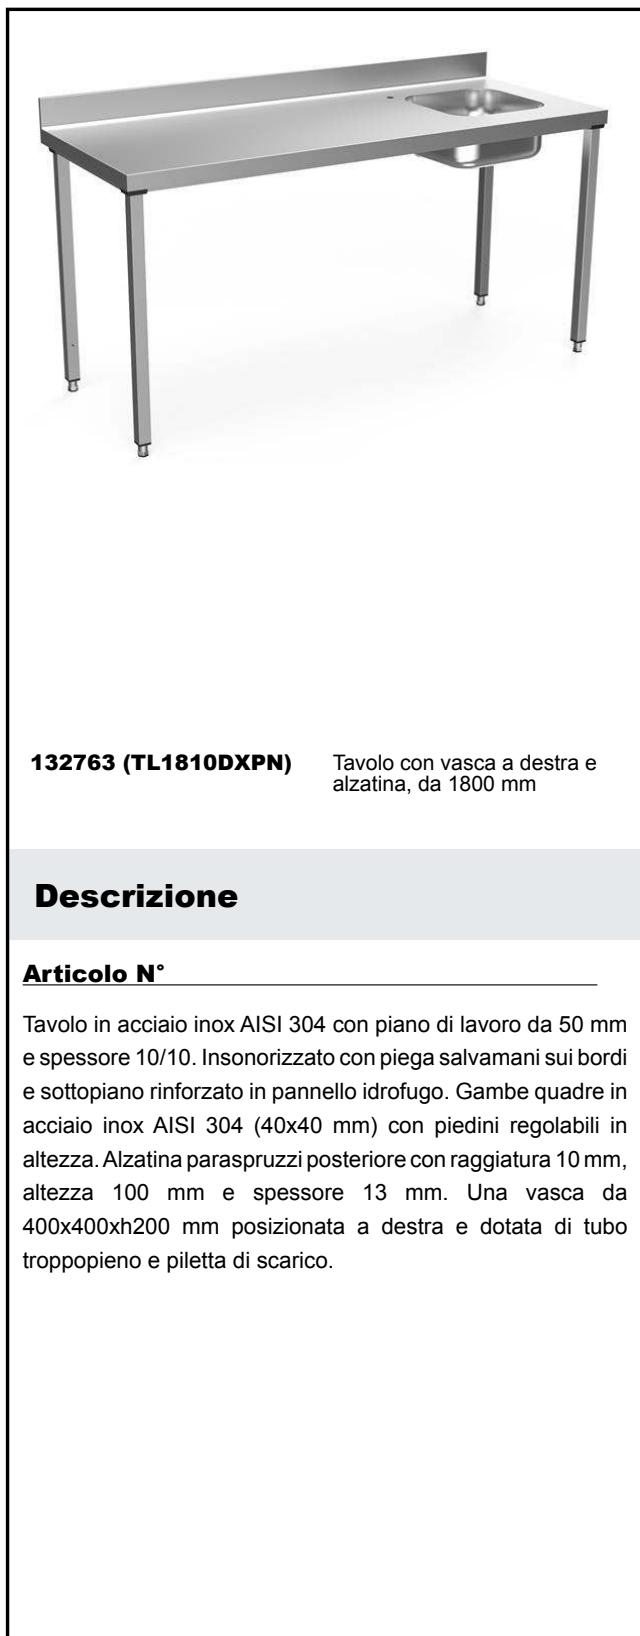 132763 (TL1810DXPN)
Tavolo con vasca a destra e
alzatina, da 1800 mm
Descrizione
Articolo N°
Tavolo in acciaio inox AISI 304 con piano di lavoro da 50 mm
e spessore 10/10. Insonorizzato con piega salvamani sui bordi
e sottopiano rinforzato in pannello idrofugo. Gambe quadre in
acciaio inox AISI 304 (40x40 mm) con piedini regolabili in
altezza. Alzatina paraspruzzi posteriore con raggiatura 10 mm,
altezza 100 mm e spessore 13 mm. Una vasca da
400x400xh200 mm posizionata a destra e dotata di tubo
troppopieno e piletta di scarico.